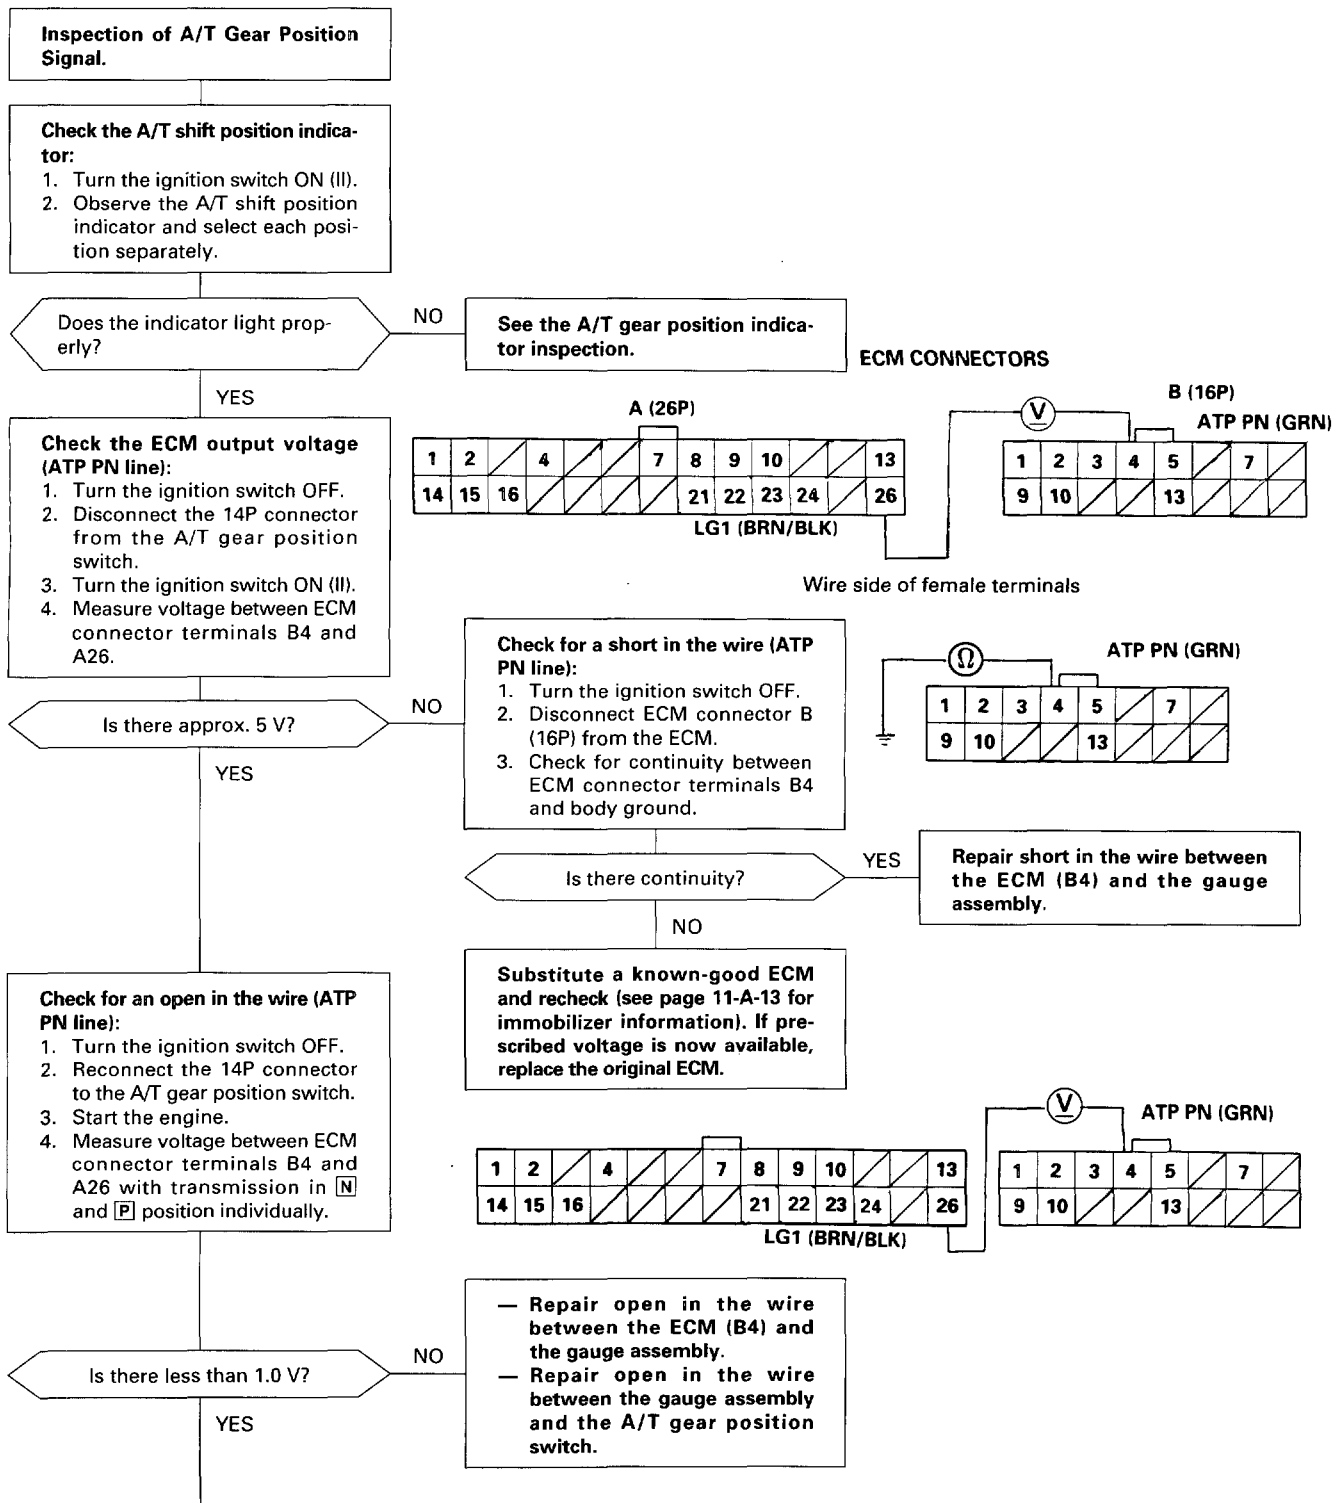 Inspection of A/T Gear Position
Signal.
Check the A/T shift position indica-
tor:
1. Turn the ignition switch ON (II).
2. Observe the A/T shift position
indicator and select each posi-
tion separately.
Does the indicator light prop-
erly?
NO
See the A/T gear position indica-
tor inspection.
YES
ECM CONNECTORS
A (26P)
B (16P)
ATP PN (GRN)
V
1 2 4 7 8 9 10 13
14 15 16 21 22 23 24 26
LG1 (BRN/BLK)
1 2 3 4 5 7
9 10 13
Wire side of female terminals
Check the ECM output voltage
(ATP PN line):
1. Turn the ignition switch OFF.
2. Disconnect the 14P connector
from the A/T gear position
switch.
3. Turn the ignition switch ON (II).
4. Measure voltage between ECM
connector terminals B4 and
A26.
Is there approx. 5 V?
NO
YES
Check for a short in the wire (ATP
PN line):
1. Turn the ignition switch OFF.
2. Disconnect ECM connector B
(16P) from the ECM.
3. Check for continuity between
ECM connector terminals B4
and body ground.
Ω
ATP PN (GRN)
1 2 3 4 5 7
9 10 13
Is there continuity?
YES
Repair short in the wire between
the ECM (B4) and the gauge
assembly.
NO
Substitute a known-good ECM
and recheck (see page 11-A-13 for
immobilizer information). If pre-
scribed voltage is now available,
replace the original ECM.
Check for an open in the wire (ATP
PN line):
1. Turn the ignition switch OFF.
2. Reconnect the 14P connector
to the A/T gear position switch.
3. Start the engine.
4. Measure voltage between ECM
connector terminals B4 and
A26 with transmission in N
and P position individually.
V
ATP PN (GRN)
1 2 4 7 8 9 10 13
14 15 16 21 22 23 24 26
LG1 (BRN/BLK)
1 2 3 4 5 7
9 10 13
Is there less than 1.0 V?
NO
— Repair open in the wire
between the ECM (B4) and
the gauge assembly.
— Repair open in the wire
between the gauge assembly
and the A/T gear position
switch.
YES